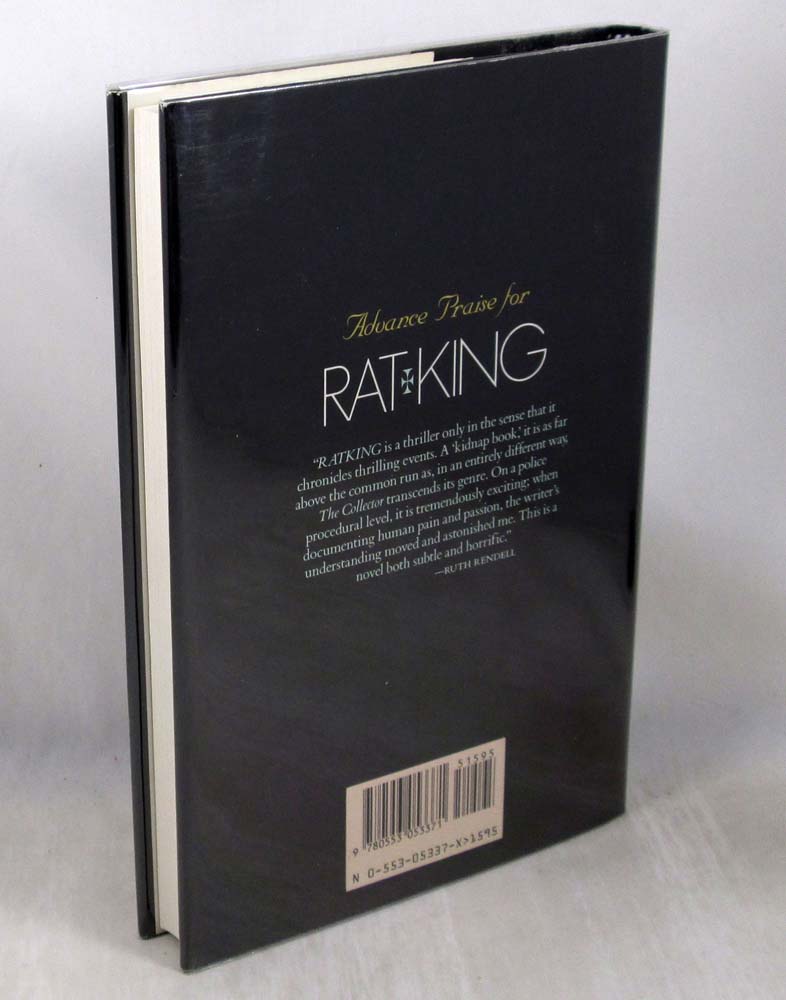 Advance Praise for
RAT✠KING
“RATKING is a thriller only in the sense that it
chronicles thrilling events. A ‘kidnap book,’ it is as far
above the common run as, in an entirely different way,
The Collector transcends its genre. On a police
procedural level, it is tremendously exciting; when
documenting human pain and passion, the writer’s
understanding moved and astonished me. This is a
novel both subtle and horrific.”
—RUTH RENDELL
51595
9 780553 053371
N 0-553-05337-X>1595